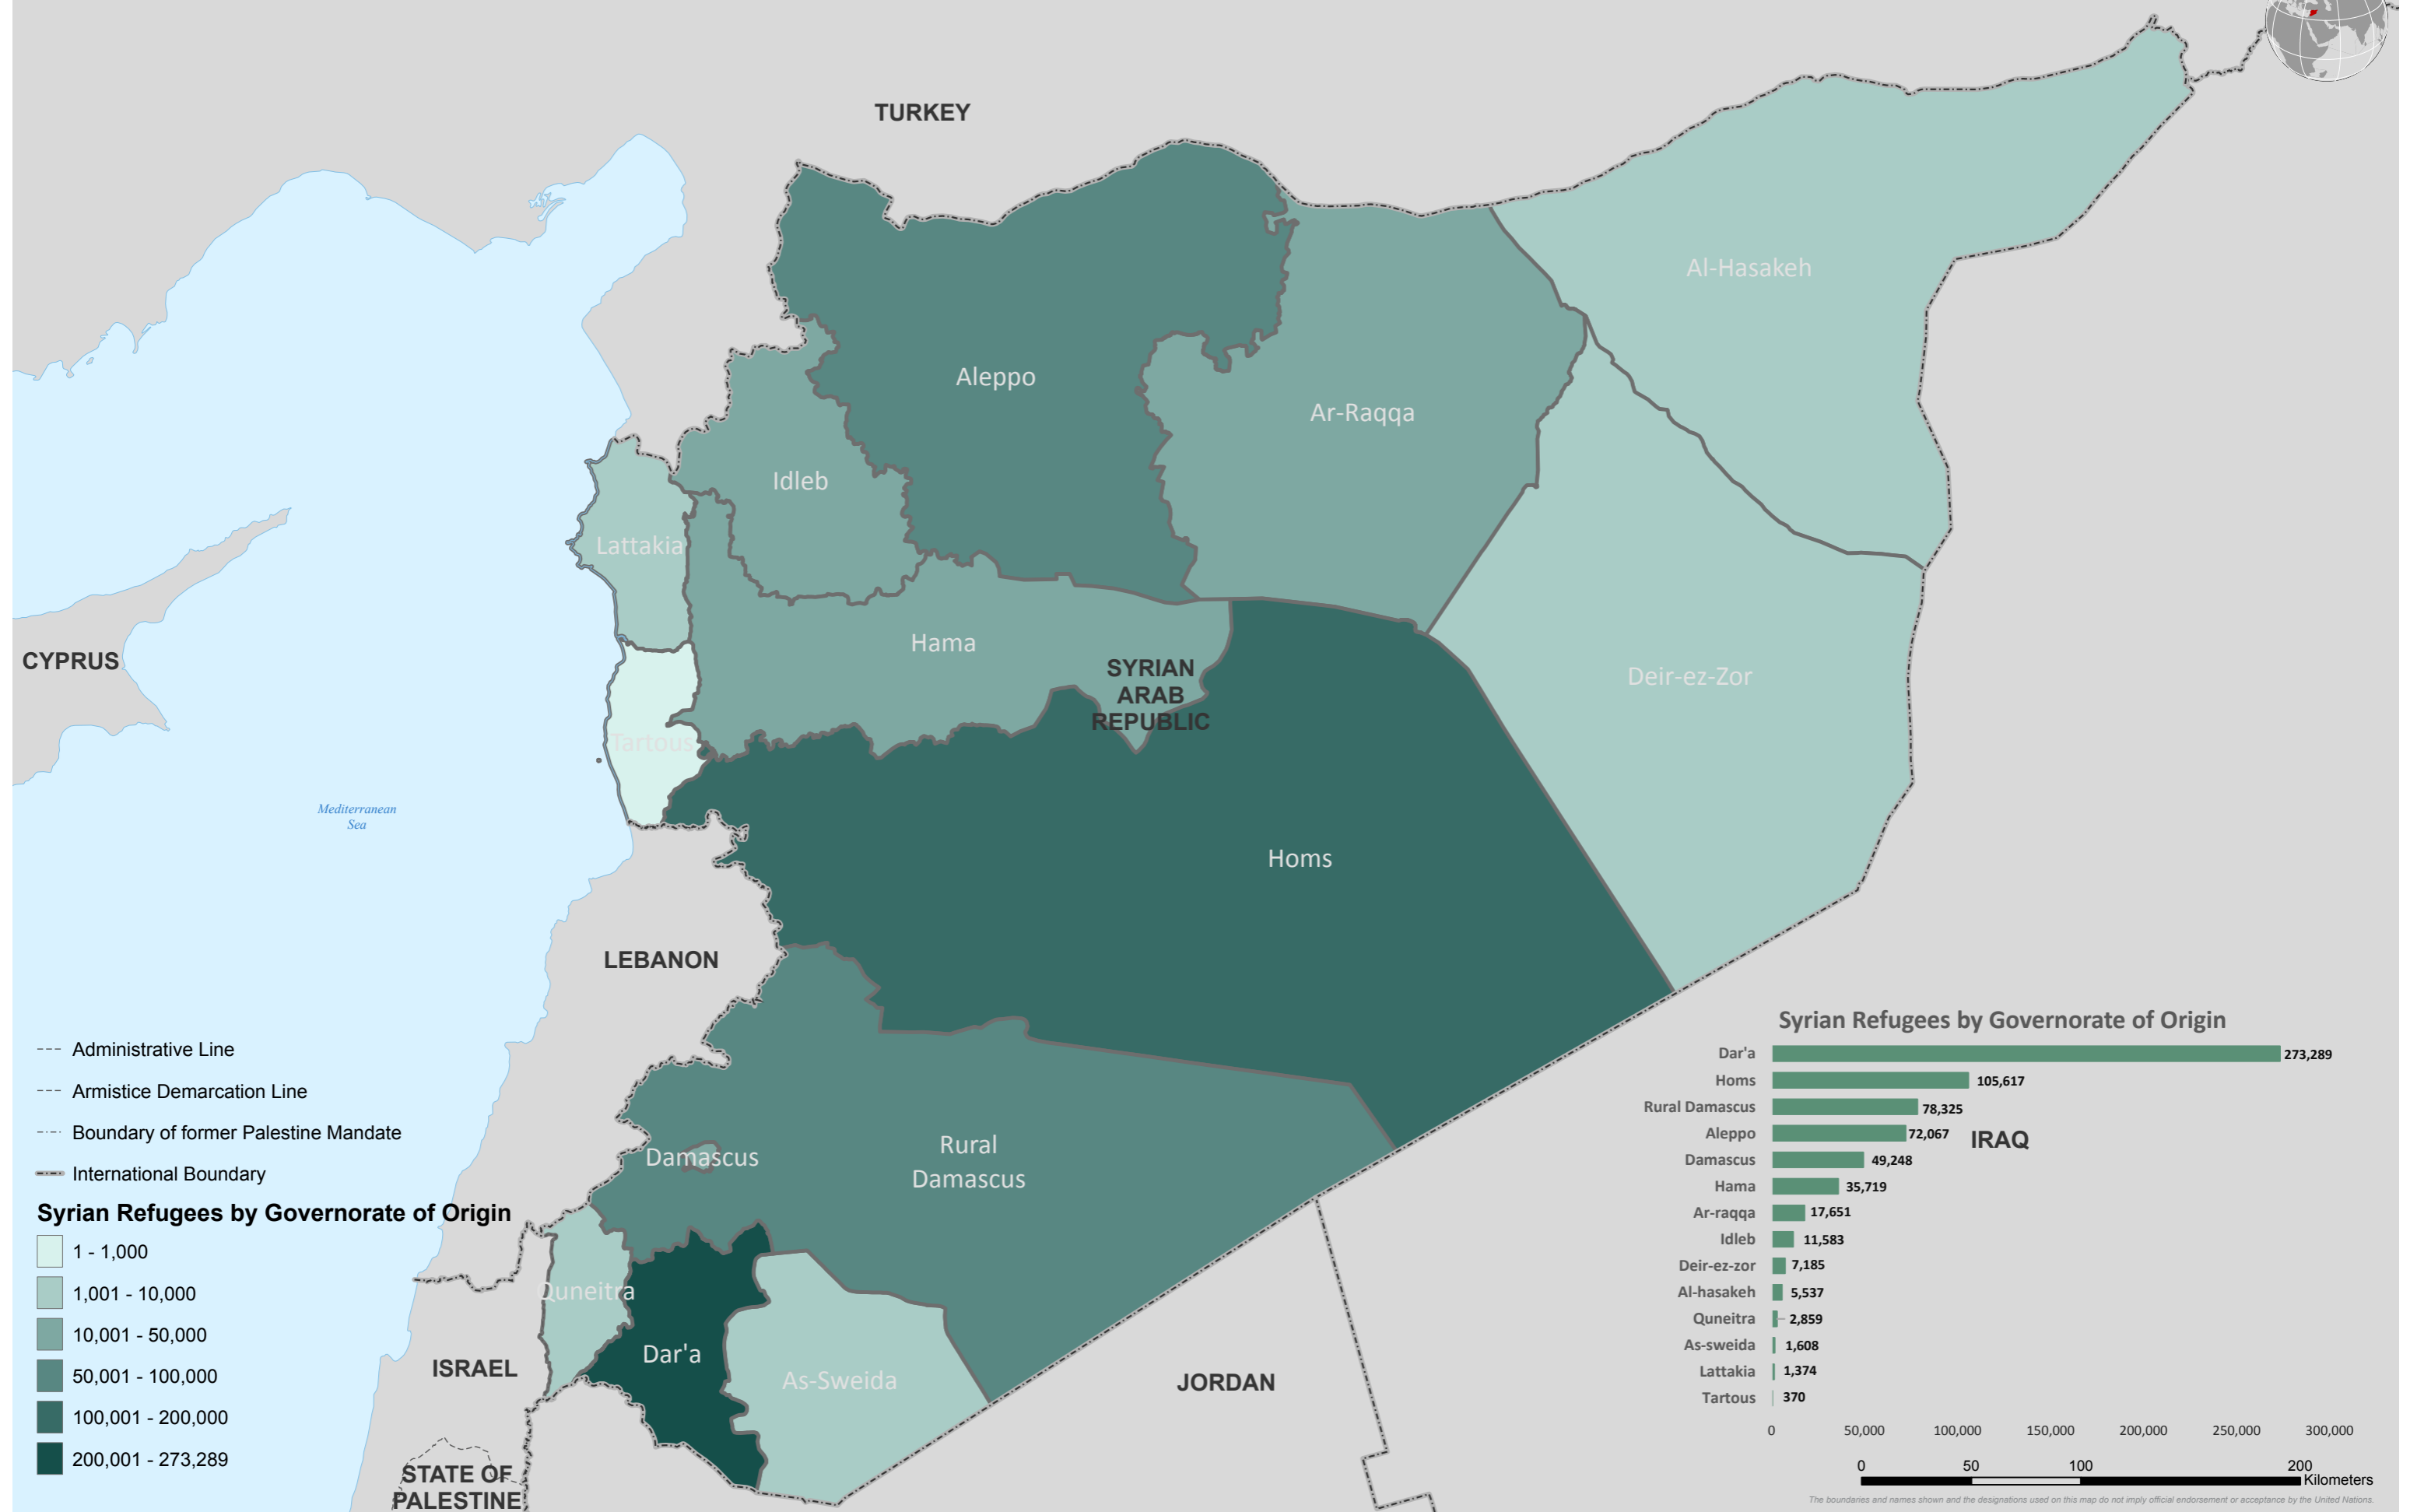 TURKEY
Al-Hasakeh
Aleppo
Ar-Raqqa
Idleb
Lattakia
Hama
CYPRUS
SYRIAN
ARAB
REPUBLIC
Deir-ez-Zor
Tartous
Mediterranean
Sea
Homs
LEBANON
Rural
Damascus
Damascus
Quneitra
Dar'a
As-Sweida
ISRAEL
JORDAN
IRAQ
STATE OF
PALESTINE
Administrative Line
Armistice Demarcation Line
Boundary of former Palestine Mandate
International Boundary
Syrian Refugees by Governorate of Origin
1 - 1,000
1,001 - 10,000
10,001 - 50,000
50,001 - 100,000
100,001 - 200,000
200,001 - 273,289
Syrian Refugees by Governorate of Origin
Dar'a 273,289
Homs 105,617
Rural Damascus 78,325
Aleppo 72,067
Damascus 49,248
Hama 35,719
Ar-raqqa 17,651
Idleb 11,583
Deir-ez-zor 7,185
Al-hasakeh 5,537
Quneitra 2,859
As-sweida 1,608
Lattakia 1,374
Tartous 370
0 50,000 100,000 150,000 200,000 250,000 300,000
0 50 100 200
Kilometers
The boundaries and names shown and the designations used on this map do not imply official endorsement or acceptance by the United Nations.